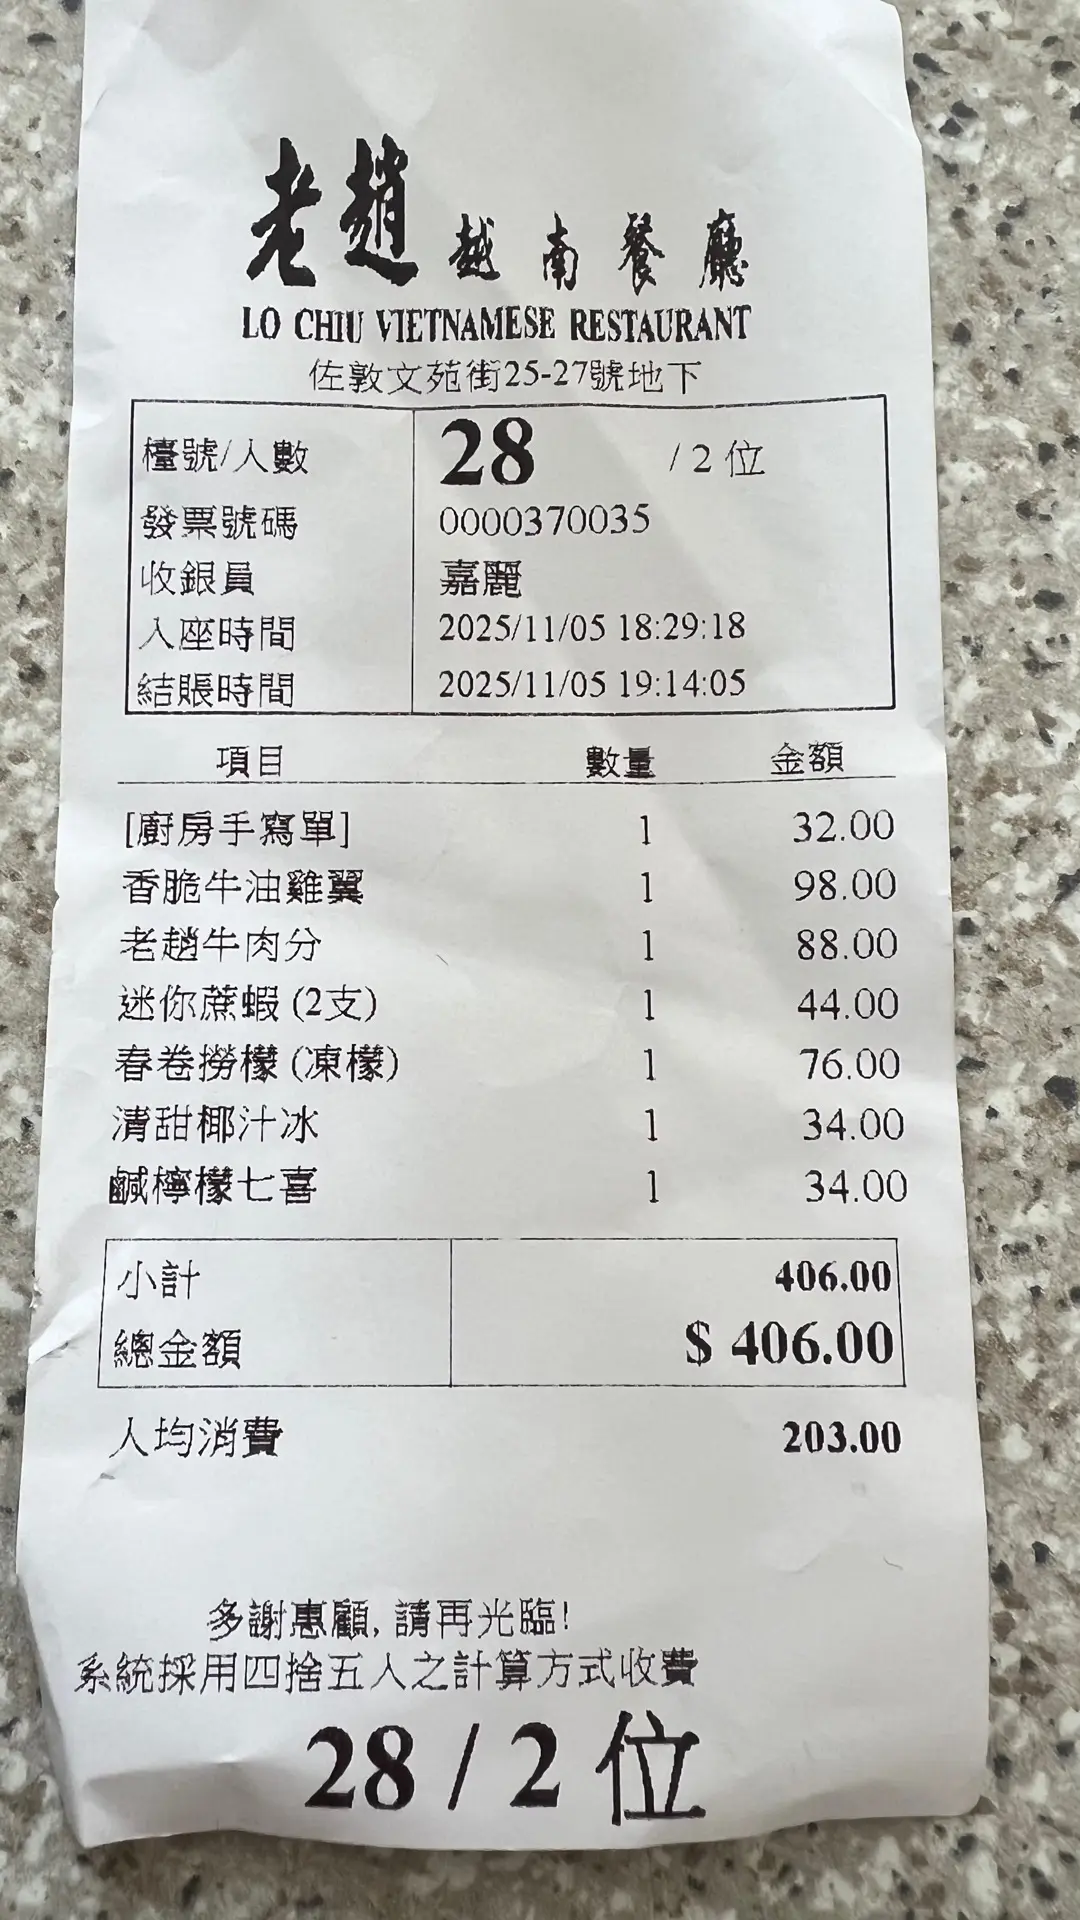 老趙越南餐廳
LO CHIU VIETNAMESE RESTAURANT
佐敦文苑街25-27號地下
檯號/人數 28 /2位
發票號碼 0000370035
收銀員 嘉麗
入座時間 2025/11/05 18:29:18
結賬時間 2025/11/05 19:14:05
項目 數量 金額
[廚房手寫單] 1 32.00
香脆牛油雞翼 1 98.00
老趙牛肉分 1 88.00
迷你蔗蝦 (2支) 1 44.00
春卷撈檬 (凍檬) 1 76.00
清甜椰汁冰 1 34.00
鹹檸檬七喜 1 34.00
小計 406.00
總金額 $ 406.00
人均消費 203.00
多謝惠顧, 請再光臨!
系統採用四捨五入之計算方式收費
28 / 2 位